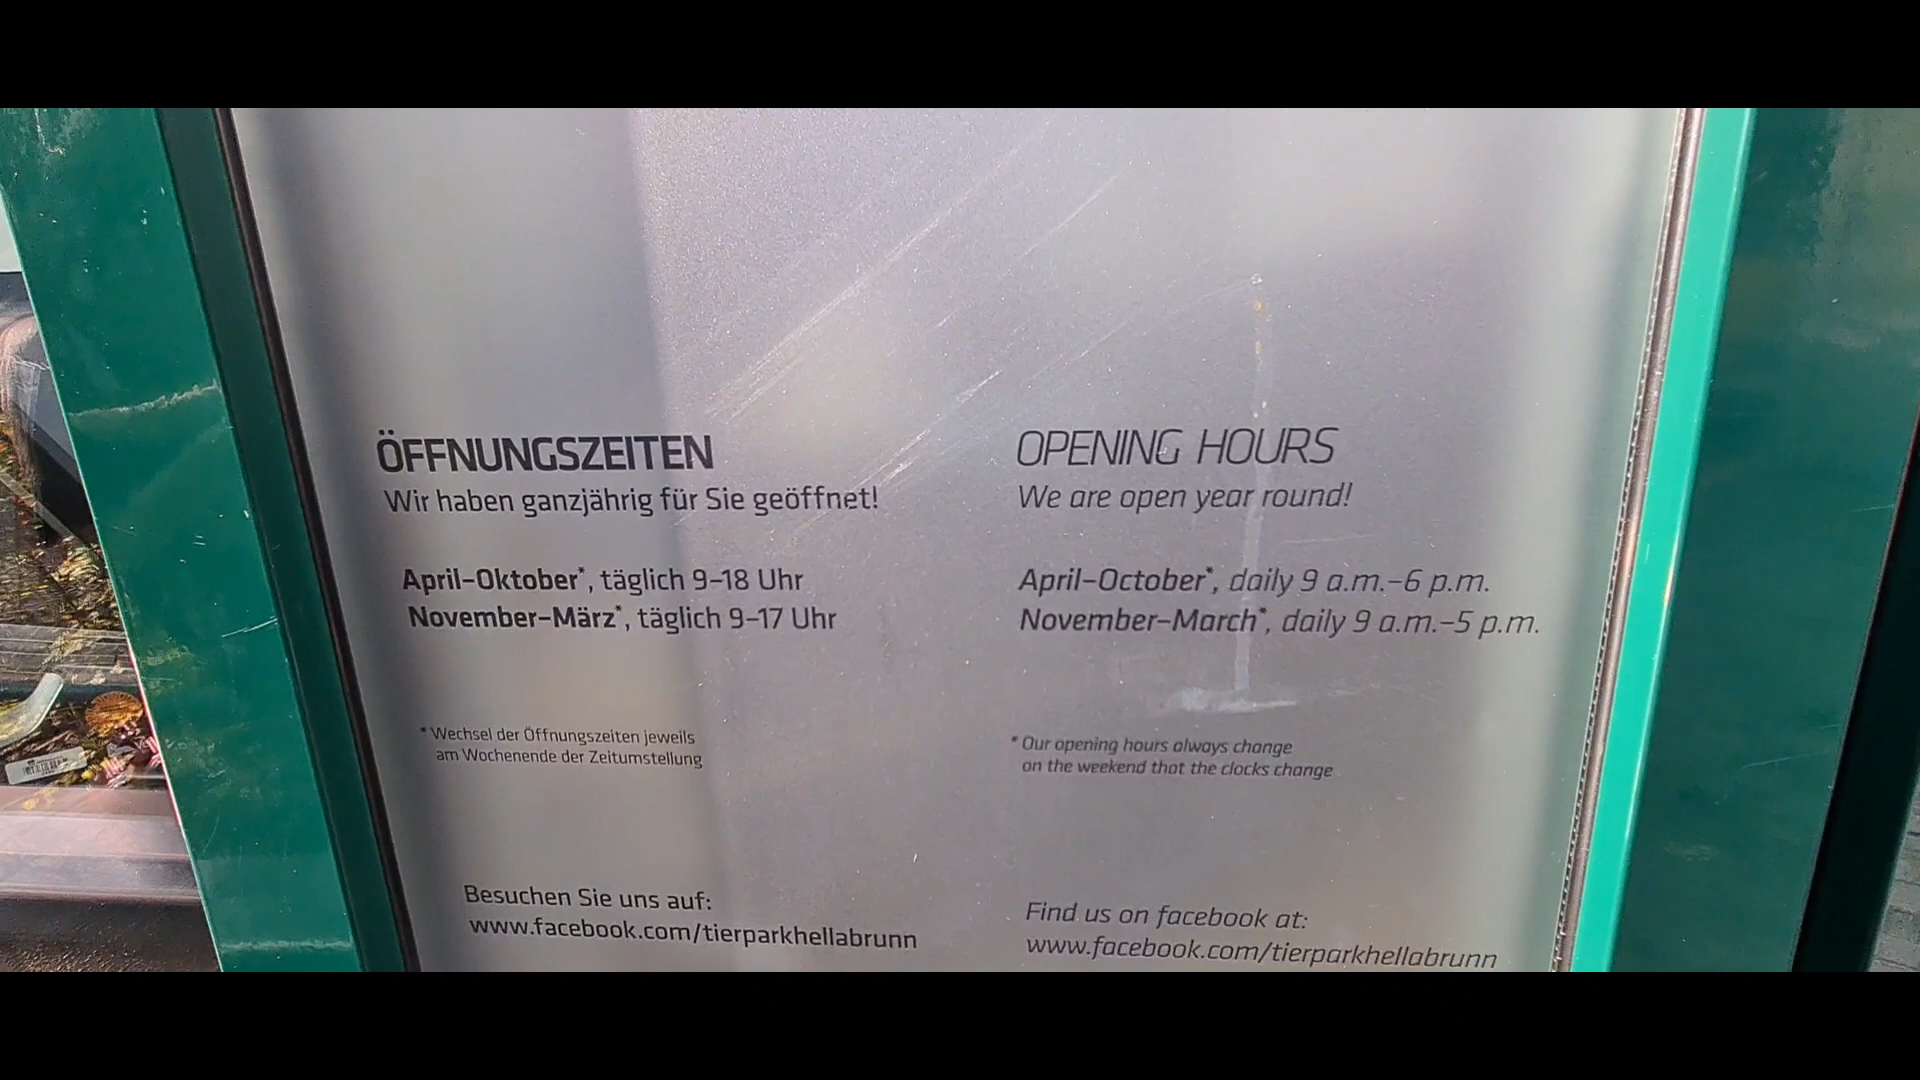 ÖFFNUNGSZEITEN
Wir haben ganzjährig für Sie geöffnet!
April–Oktober*, täglich 9–18 Uhr
November–März*, täglich 9–17 Uhr
* Wechsel der Öffnungszeiten jeweils
am Wochenende der Zeitumstellung
Besuchen Sie uns auf:
www.facebook.com/tierparkhellabrunn
OPENING HOURS
We are open year round!
April–October*, daily 9 a.m.–6 p.m.
November–March*, daily 9 a.m.–5 p.m.
* Our opening hours always change
on the weekend that the clocks change
Find us on facebook at:
www.facebook.com/tierparkhellabrunn